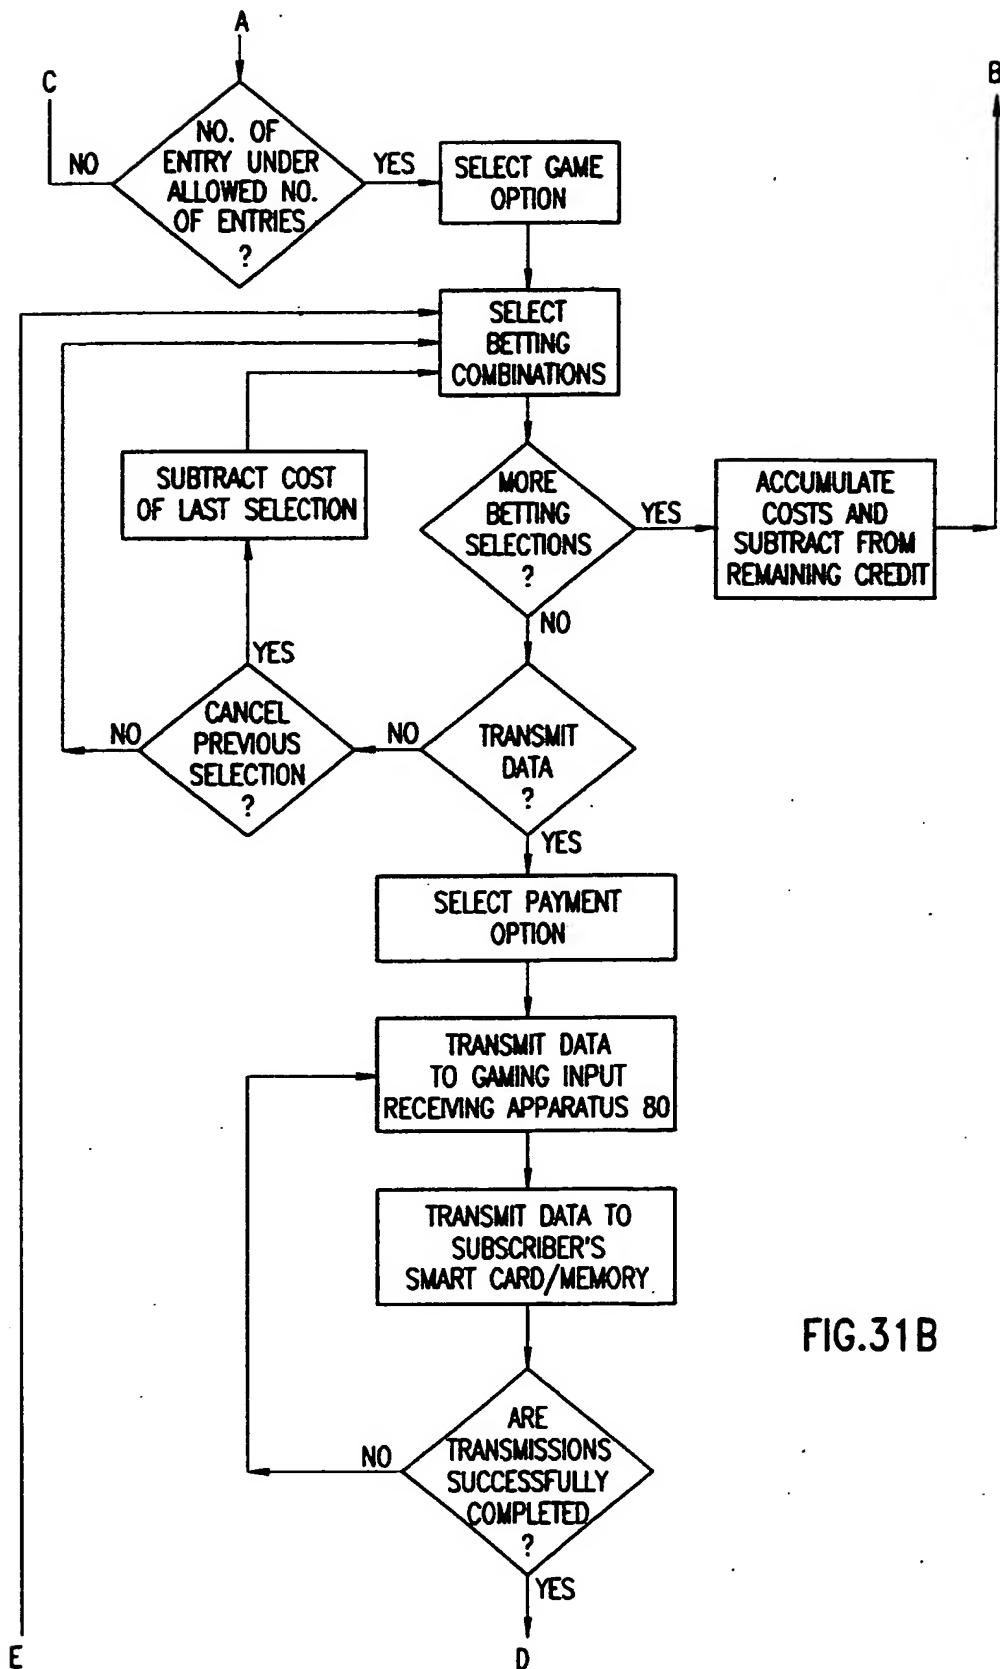 A
C
B
NO. OF
ENTRY UNDER
ALLOWED NO.
OF ENTRIES
?
NO
YES
SELECT GAME
OPTION
SELECT
BETTING
COMBINATIONS
SUBTRACT COST
OF LAST SELECTION
MORE
BETTING
SELECTIONS
?
YES
ACCUMULATE
COSTS AND
SUBTRACT FROM
REMAINING CREDIT
NO
YES
CANCEL
PREVIOUS
SELECTION
?
NO
NO
TRANSMIT
DATA
?
YES
SELECT PAYMENT
OPTION
TRANSMIT DATA
TO GAMING INPUT
RECEIVING APPARATUS 80
TRANSMIT DATA TO
SUBSCRIBER'S
SMART CARD/MEMORY
FIG.31B
ARE
TRANSMISSIONS
SUCCESSFULLY
COMPLETED
?
NO
YES
E
D